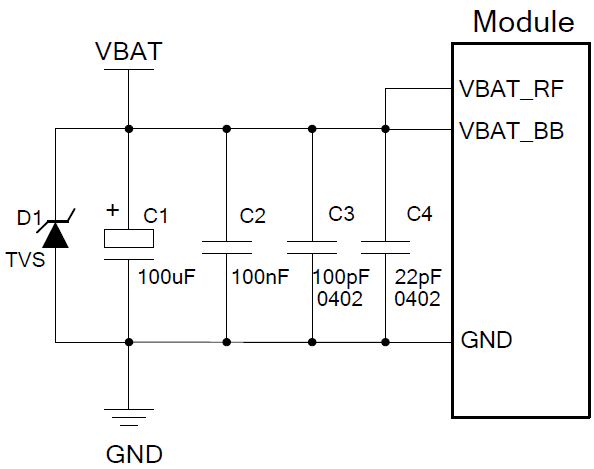 Module
VBAT
VBAT_RF
VBAT_BB
D1
TVS
+
C1
100uF
C2
100nF
C3
100pF
0402
C4
22pF
0402
GND
GND